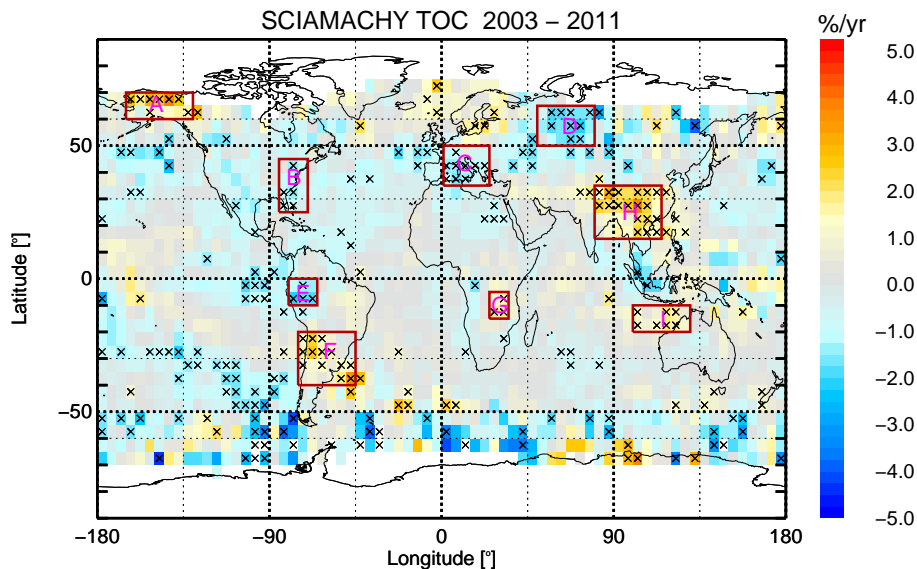 SCIAMACHY TOC 2003 – 2011
%/yr
5.0
4.0
3.0
2.0
1.0
0.0
−1.0
−2.0
−3.0
−4.0
−5.0
50
0
−50
Latitude [°]
−180
−90
0
90
180
Longitude [°]
A
B
C
D
E
F
G
H
I